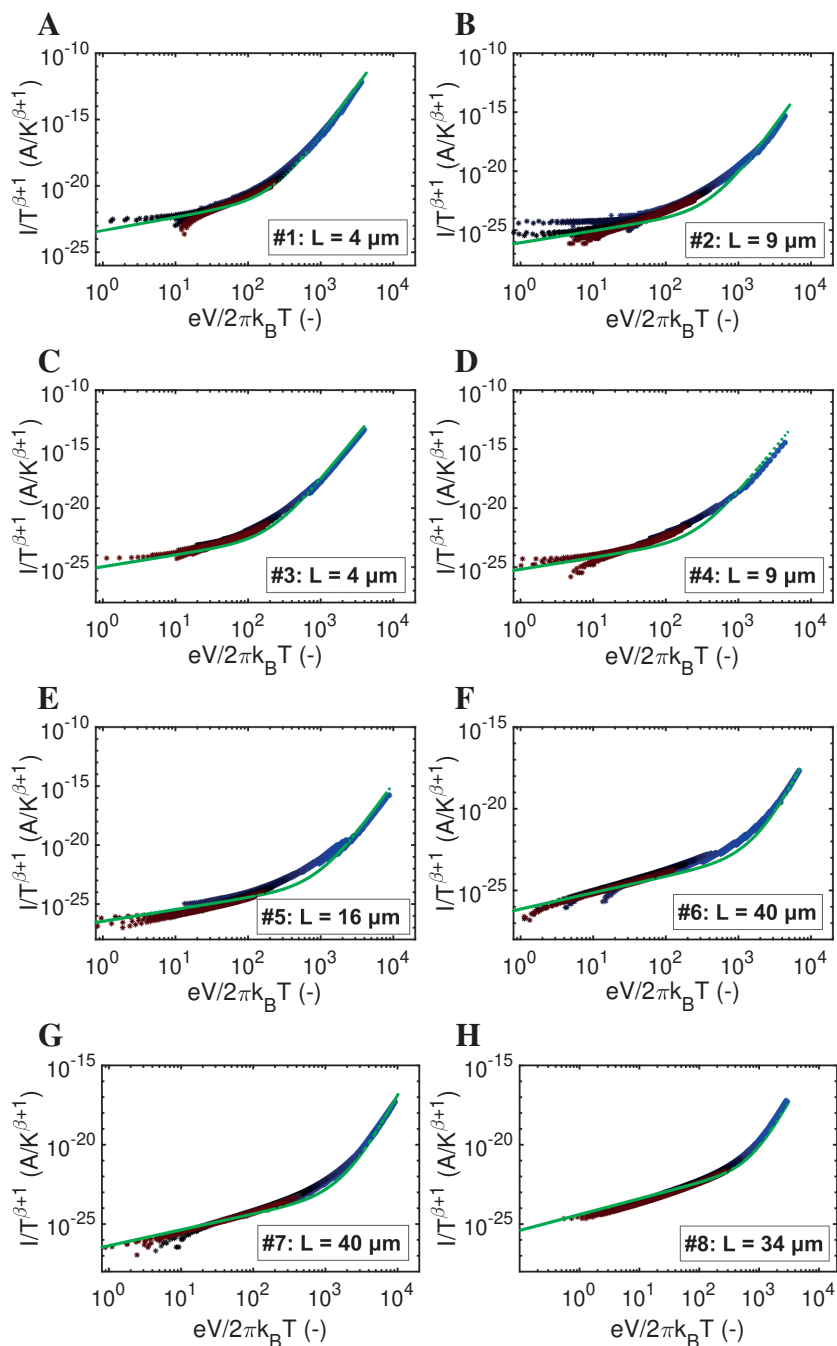 A
I/T^{β+1} (A/K^{β+1})
10^{-10}
10^{-15}
10^{-20}
10^{-25}
#1: L = 4 μm
10^0 10^1 10^2 10^3 10^4
eV/2πk_BT (-)
B
I/T^{β+1} (A/K^{β+1})
10^{-10}
10^{-15}
10^{-20}
10^{-25}
#2: L = 9 μm
10^0 10^1 10^2 10^3 10^4
eV/2πk_BT (-)
C
I/T^{β+1} (A/K^{β+1})
10^{-10}
10^{-15}
10^{-20}
10^{-25}
#3: L = 4 μm
10^0 10^1 10^2 10^3 10^4
eV/2πk_BT (-)
D
I/T^{β+1} (A/K^{β+1})
10^{-10}
10^{-15}
10^{-20}
10^{-25}
#4: L = 9 μm
10^0 10^1 10^2 10^3 10^4
eV/2πk_BT (-)
E
I/T^{β+1} (A/K^{β+1})
10^{-10}
10^{-15}
10^{-20}
10^{-25}
#5: L = 16 μm
10^0 10^1 10^2 10^3 10^4
eV/2πk_BT (-)
F
I/T^{β+1} (A/K^{β+1})
10^{-15}
10^{-20}
10^{-25}
#6: L = 40 μm
10^0 10^1 10^2 10^3 10^4
eV/2πk_BT (-)
G
I/T^{β+1} (A/K^{β+1})
10^{-15}
10^{-20}
10^{-25}
#7: L = 40 μm
10^0 10^1 10^2 10^3 10^4
eV/2πk_BT (-)
H
I/T^{β+1} (A/K^{β+1})
10^{-15}
10^{-20}
10^{-25}
#8: L = 34 μm
10^0 10^1 10^2 10^3 10^4
eV/2πk_BT (-)